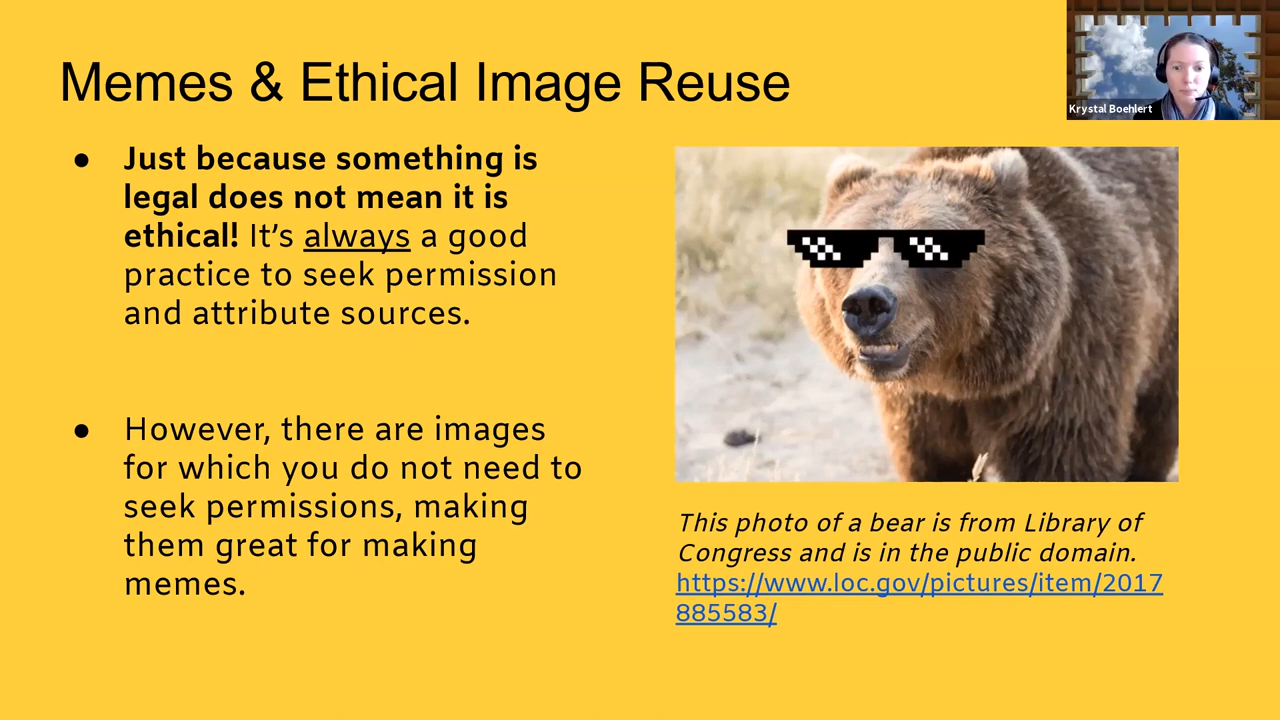 Memes & Ethical Image Reuse
Krystal Boehlert
● Just because something is
legal does not mean it is
ethical! It’s always a good
practice to seek permission
and attribute sources.
● However, there are images
for which you do not need to
seek permissions, making
them great for making
memes.
This photo of a bear is from Library of
Congress and is in the public domain.
https://www.loc.gov/pictures/item/2017
885583/